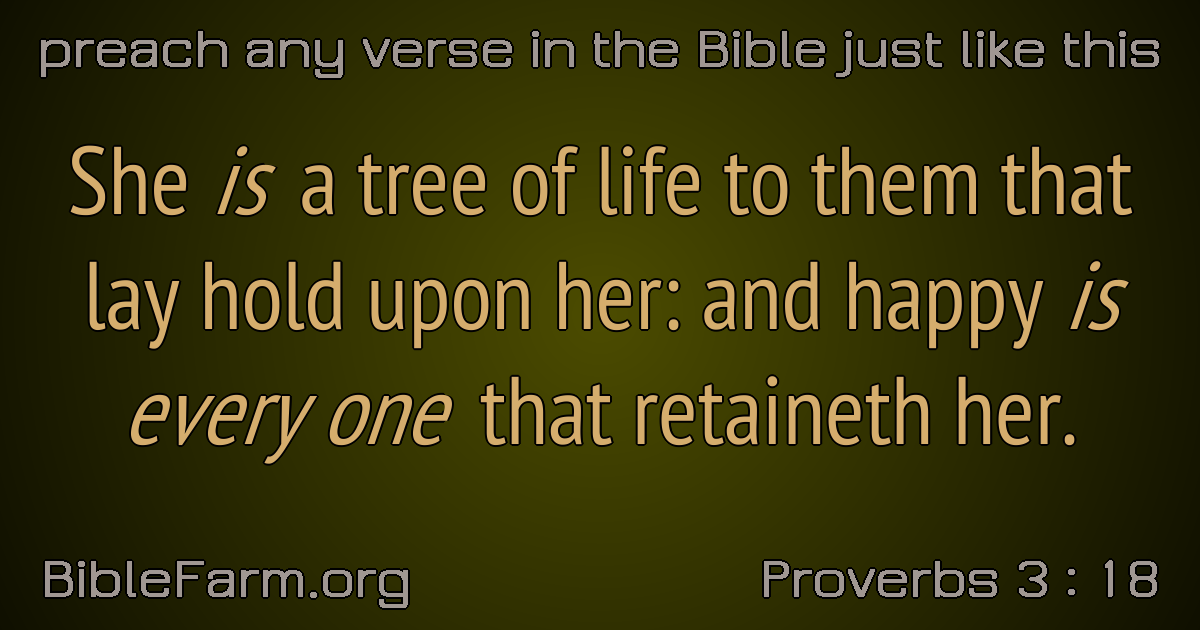 preach any verse in the Bible just like this
She is a tree of life to them that
lay hold upon her: and happy is
every one that retaineth her.
BibleFarm.org
Proverbs 3 : 18